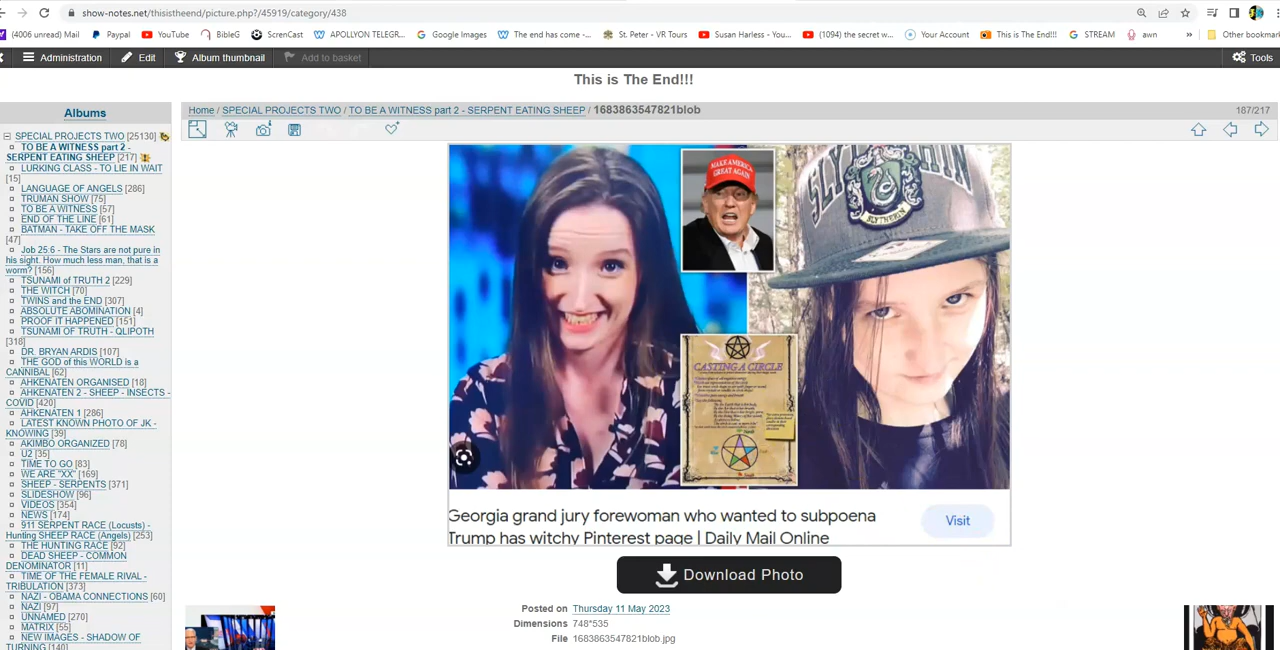 show-notes.net/thisistheend/picture.php?/45919/category/438
(4006 unread) Mail Paypal YouTube BibleG ScrenCast APOLLYON TELEGR... Google Images The end has come -... St. Peter - VR Tours Susan Harless - You... (1094) the secret w... Your Account This is The End!!! STREAM awn » Other bookmark
Administration Edit Album thumbnail Add to basket Tools
This is The End!!!
Albums
Home / SPECIAL PROJECTS TWO / TO BE A WITNESS part 2 - SERPENT EATING SHEEP / 1683863547821blob 187/217
SPECIAL PROJECTS TWO [25130]
TO BE A WITNESS part 2 -
SERPENT EATING SHEEP [217]
LURKING CLASS - TO LIE IN WAIT
[15]
LANGUAGE OF ANGELS [286]
TRUMAN SHOW [75]
TO BE A WITNESS [57]
END OF THE LINE [61]
BATMAN - TAKE OFF THE MASK
[47]
Job 25:6 - The Stars are not pure in
his sight. How much less man, that is a
worm? [156]
TSUNAMI of TRUTH 2 [229]
THE WITCH [70]
TWINS and the END [307]
ABSOLUTE ABOMINATION [4]
PROOF IT HAPPENED [151]
TSUNAMI OF TRUTH - QLIPOTH
[318]
DR. BRYAN ARDIS [107]
THE GOD of this WORLD is a
CANNIBAL [62]
AHKENATEN ORGANISED [18]
AHKENATEN 2 - SHEEP - INSECTS -
COVID [420]
AHKENATEN 1 [286]
LATEST KNOWN PHOTO OF JK -
KNOWING [39]
AKIMBO ORGANIZED [78]
U2 [35]
TIME TO GO [83]
WE ARE "XX" [169]
SHEEP - SERPENTS [371]
SLIDESHOW [96]
VIDEOS [354]
NEWS [174]
911 SERPENT RACE (Locusts) -
Hunting SHEEP RACE (Angels) [253]
THE HUNTING RACE [92]
DEAD SHEEP - COMMON
DENOMINATOR [11]
TIME OF THE FEMALE RIVAL -
TRIBULATION [373]
NAZI - OBAMA CONNECTIONS [60]
NAZI [97]
UNNAMED [270]
MATRIX [55]
NEW IMAGES - SHADOW OF
TURNING [140]
MAKE AMERICA
GREAT AGAIN
SLYTHERIN
SLYTHERIN
CASTING A CIRCLE
Georgia grand jury forewoman who wanted to subpoena
Trump has witchy Pinterest page | Daily Mail Online
Visit
Download Photo
Posted on Thursday 11 May 2023
Dimensions 748*535
File 1683863547821blob.jpg